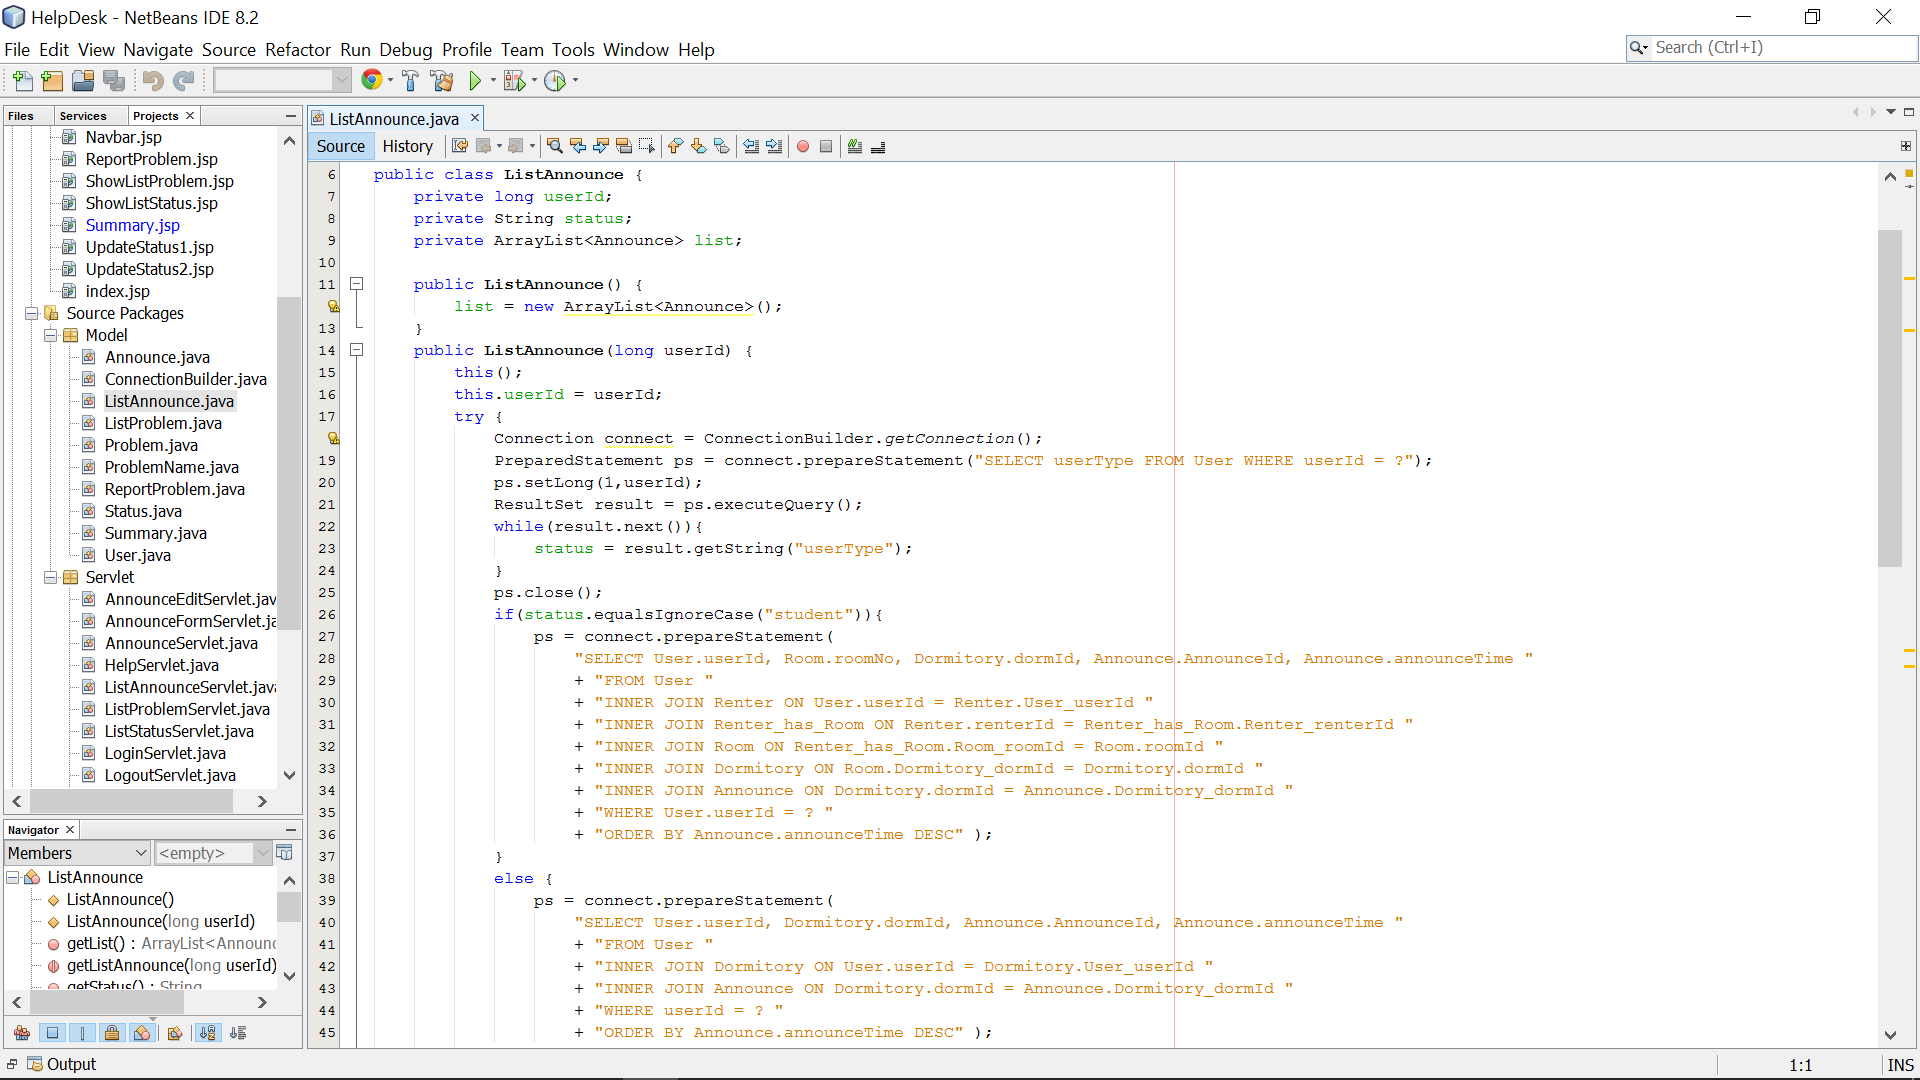 HelpDesk - NetBeans IDE 8.2
File Edit View Navigate Source Refactor Run Debug Profile Team Tools Window Help
Search (Ctrl+I)
Files Services Projects
Navbar.jsp
ReportProblem.jsp
ShowListProblem.jsp
ShowListStatus.jsp
Summary.jsp
UpdateStatus1.jsp
UpdateStatus2.jsp
index.jsp
Source Packages
Model
Announce.java
ConnectionBuilder.java
ListAnnounce.java
ListProblem.java
Problem.java
ProblemName.java
ReportProblem.java
Status.java
Summary.java
User.java
Servlet
AnnounceEditServlet.jav
AnnounceFormServlet.ja
AnnounceServlet.java
HelpServlet.java
ListAnnounceServlet.java
ListProblemServlet.java
ListStatusServlet.java
LoginServlet.java
LogoutServlet.java
Navigator
Members <empty>
ListAnnounce
ListAnnounce()
ListAnnounce(long userId)
getList() : ArrayList<Announc
getListAnnounce(long userId)
getStatus() : String
ListAnnounce.java
Source History
6 public class ListAnnounce {
7 private long userId;
8 private String status;
9 private ArrayList<Announce> list;
10
11 public ListAnnounce() {
list = new ArrayList<Announce>();
13 }
14 public ListAnnounce(long userId) {
15 this();
16 this.userId = userId;
17 try {
Connection connect = ConnectionBuilder.getConnection();
19 PreparedStatement ps = connect.prepareStatement("SELECT userType FROM User WHERE userId = ?");
20 ps.setLong(1,userId);
21 ResultSet result = ps.executeQuery();
22 while(result.next()){
23 status = result.getString("userType");
24 }
25 ps.close();
26 if(status.equalsIgnoreCase("student")){
27 ps = connect.prepareStatement(
28 "SELECT User.userId, Room.roomNo, Dormitory.dormId, Announce.AnnounceId, Announce.announceTime "
29 + "FROM User "
30 + "INNER JOIN Renter ON User.userId = Renter.User_userId "
31 + "INNER JOIN Renter_has_Room ON Renter.renterId = Renter_has_Room.Renter_renterId "
32 + "INNER JOIN Room ON Renter_has_Room.Room_roomId = Room.roomId "
33 + "INNER JOIN Dormitory ON Room.Dormitory_dormId = Dormitory.dormId "
34 + "INNER JOIN Announce ON Dormitory.dormId = Announce.Dormitory_dormId "
35 + "WHERE User.userId = ? "
36 + "ORDER BY Announce.announceTime DESC" );
37 }
38 else {
39 ps = connect.prepareStatement(
40 "SELECT User.userId, Dormitory.dormId, Announce.AnnounceId, Announce.announceTime "
41 + "FROM User "
42 + "INNER JOIN Dormitory ON User.userId = Dormitory.User_userId "
43 + "INNER JOIN Announce ON Dormitory.dormId = Announce.Dormitory_dormId "
44 + "WHERE userId = ? "
45 + "ORDER BY Announce.announceTime DESC" );
Output
1:1 INS